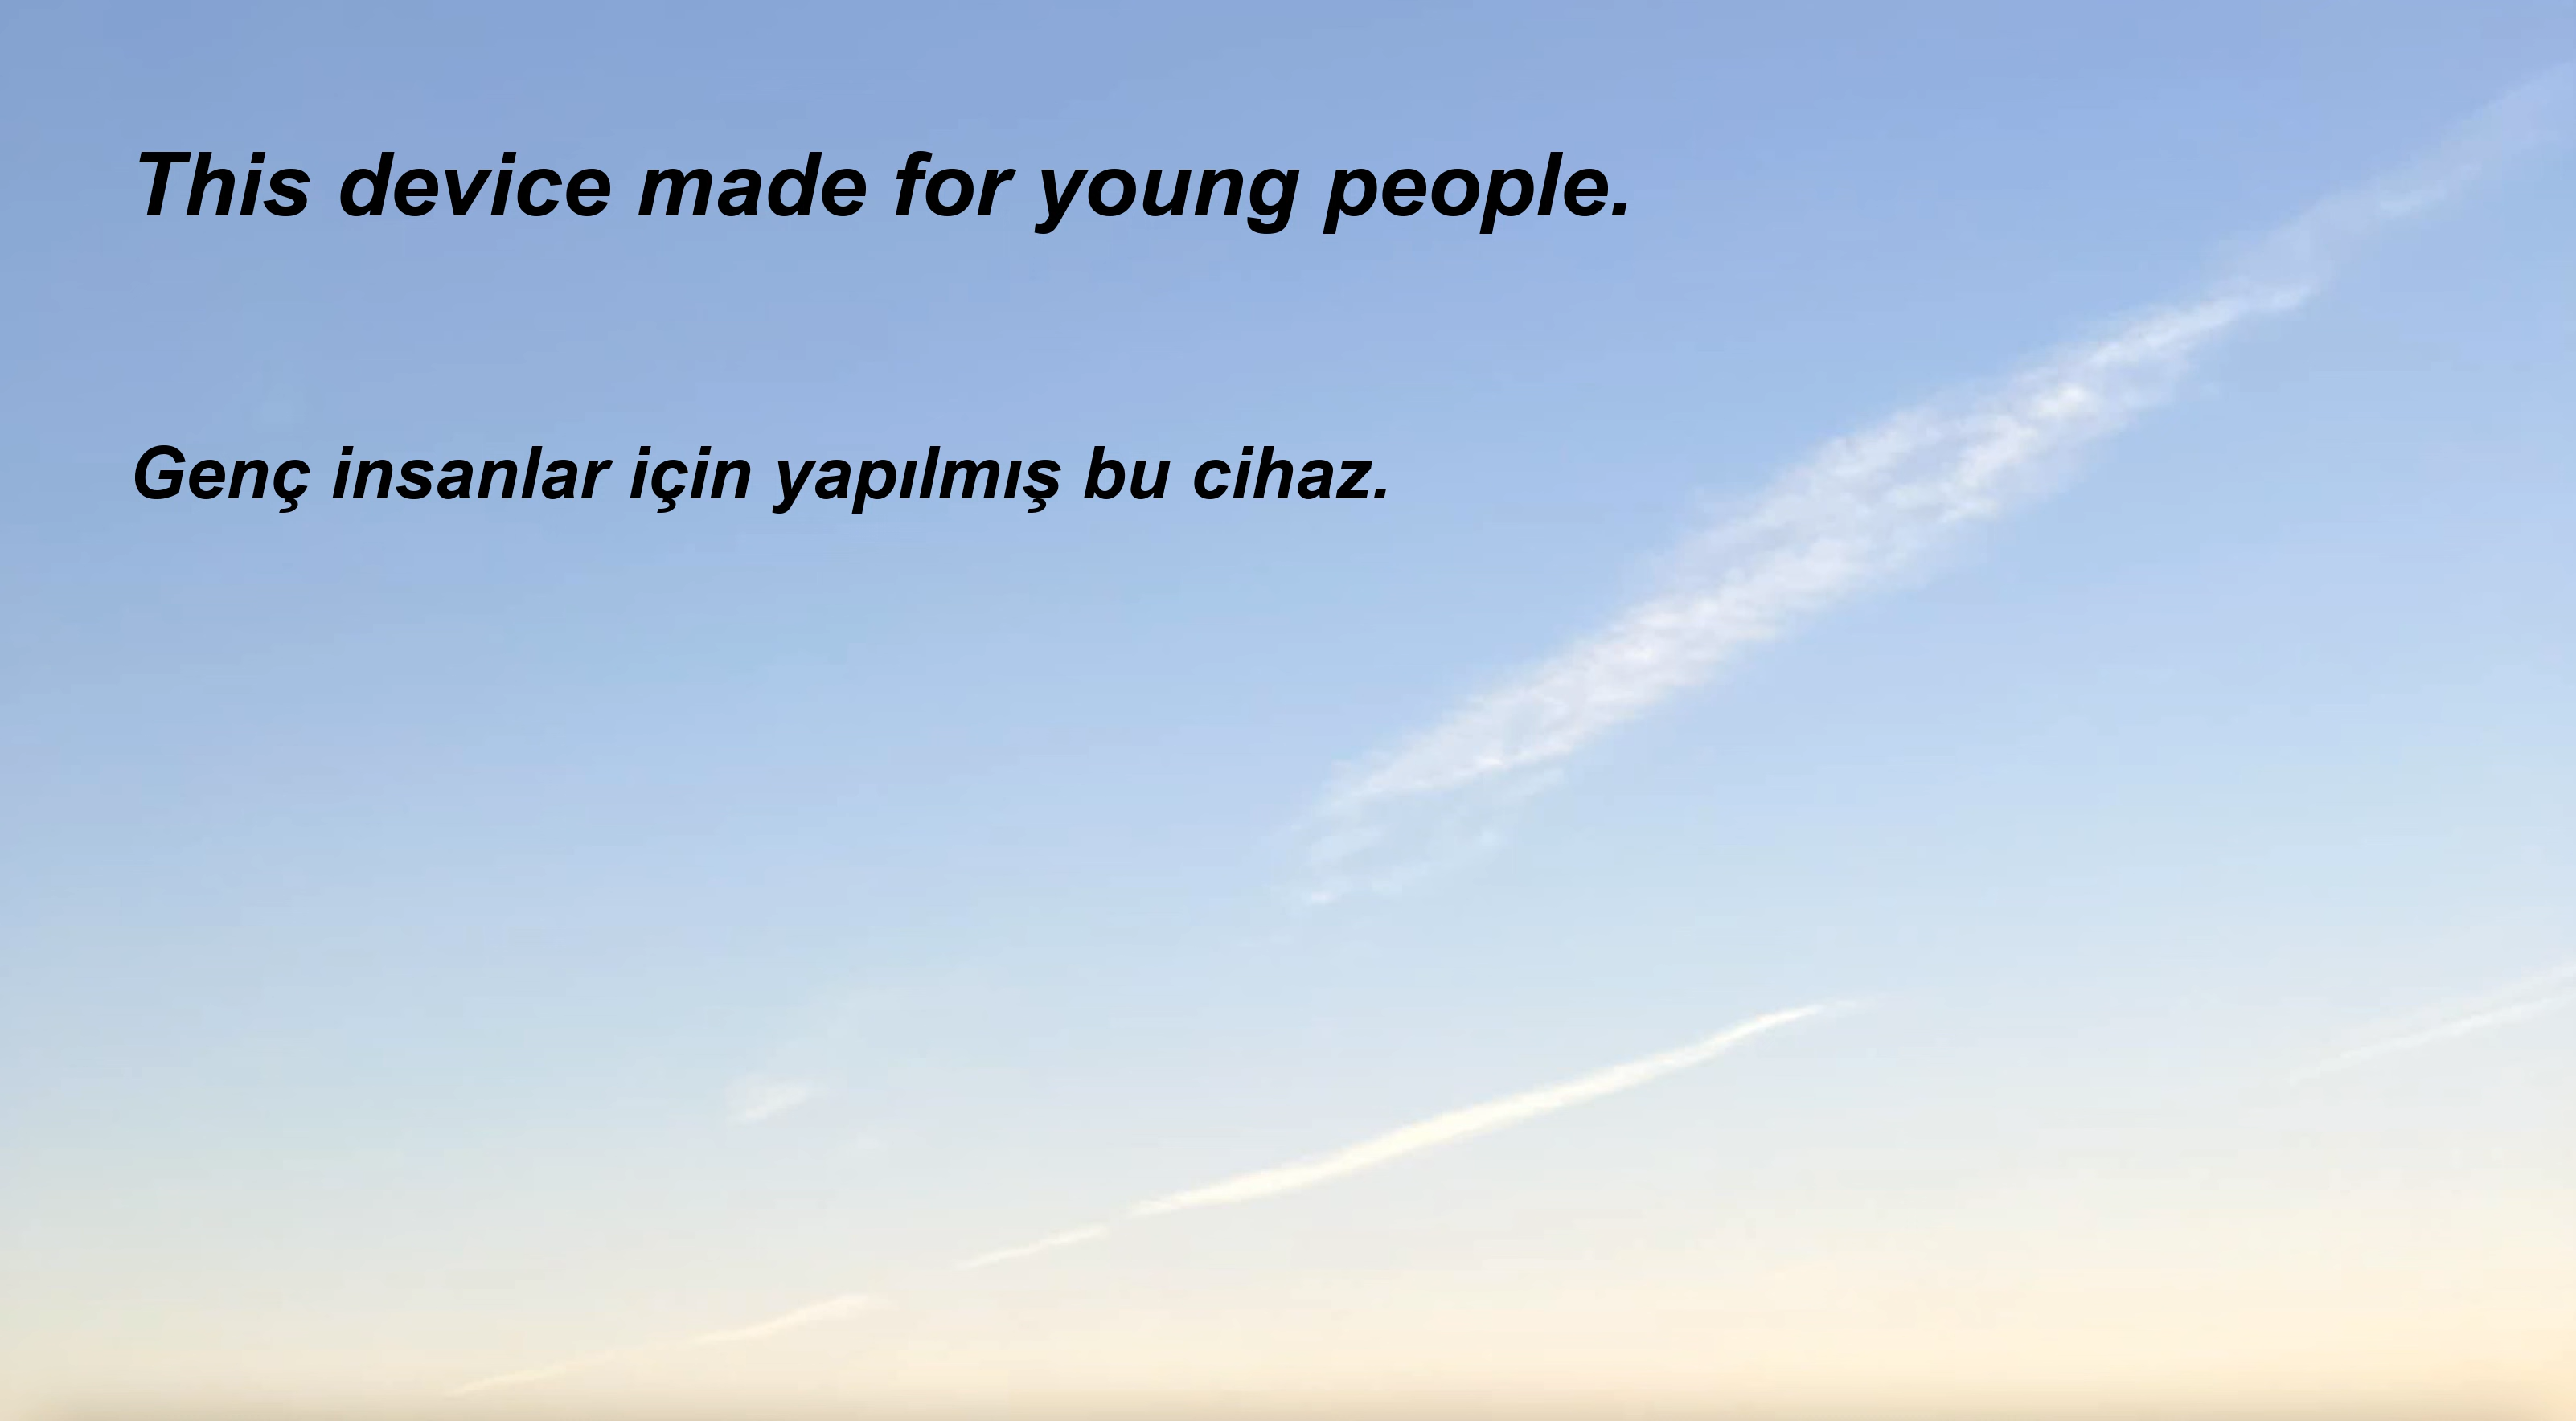 This device made for young people.
Genç insanlar için yapılmış bu cihaz.